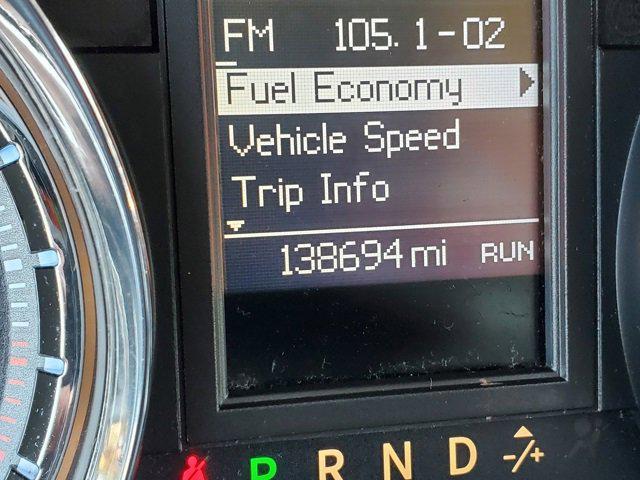 FM 105.1-02
Fuel Economy
Vehicle Speed
Trip Info
138694 mi RUN
P R N D -/+